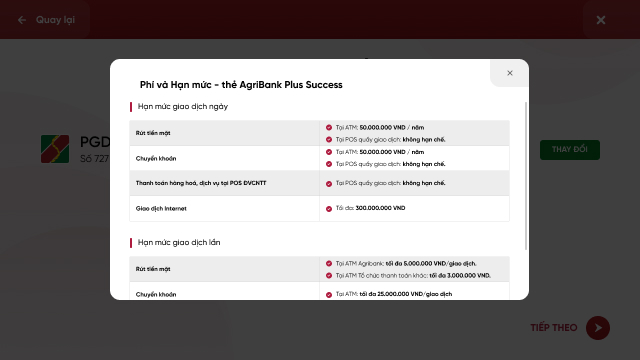 Quay lại
Phí và Hạn mức - thẻ AgriBank Plus Success
Hạn mức giao dịch ngày
Rút tiền mặt
Tại ATM: 50.000.000 VND / năm
Tại POS quầy giao dịch: không hạn chế.
Chuyển khoản
Tại ATM: 50.000.000 VND / năm
Tại POS quầy giao dịch: không hạn chế.
Thanh toán hàng hoá, dịch vụ tại POS ĐVCNTT
Tại POS quầy giao dịch: không hạn chế.
Giao dịch Internet
Tối đa: 300.000.000 VND
Hạn mức giao dịch lần
Rút tiền mặt
Tại ATM Agribank: tối đa 5.000.000 VND/giao dịch.
Tại ATM Tổ chức thanh toán khác: tối đa 3.000.000 VND.
Chuyển khoản
Tại ATM: tối đa 25.000.000 VND/giao dịch
PGD
Số 727
THAY ĐỔI
TIẾP THEO